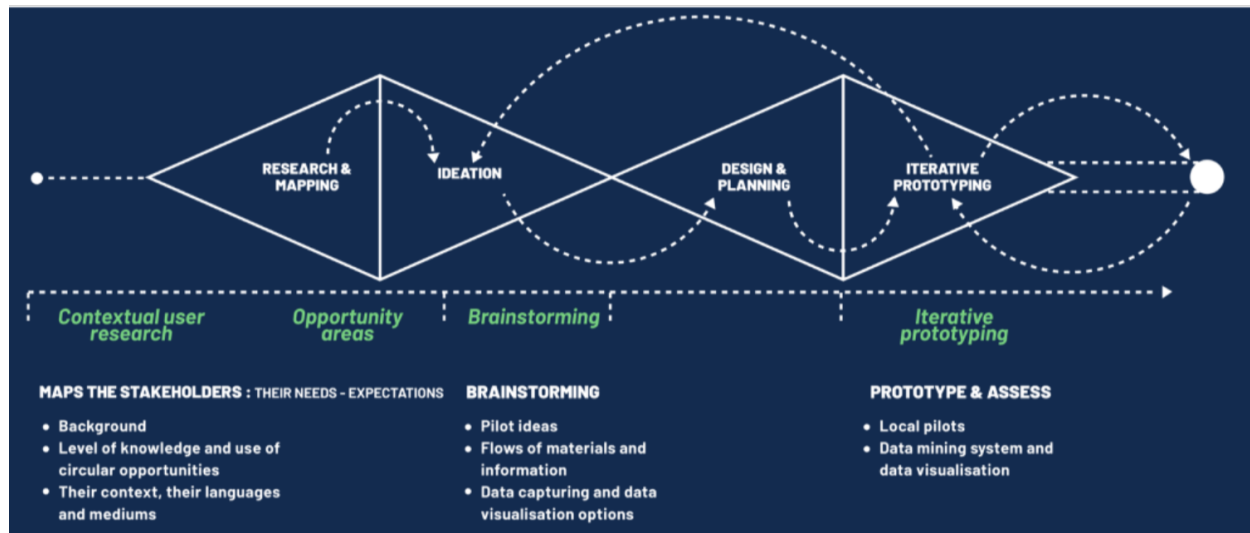 RESEARCH &
MAPPING
IDEATION
DESIGN &
PLANNING
ITERATIVE
PROTOTYPING
Contextual user
research
Opportunity
areas
Brainstorming
Iterative
prototyping
MAPS THE STAKEHOLDERS : THEIR NEEDS - EXPECTATIONS
• Background
• Level of knowledge and use of
circular opportunities
• Their context, their languages
and mediums
BRAINSTORMING
• Pilot ideas
• Flows of materials and
information
• Data capturing and data
visualisation options
PROTOTYPE & ASSESS
• Local pilots
• Data mining system and
data visualisation